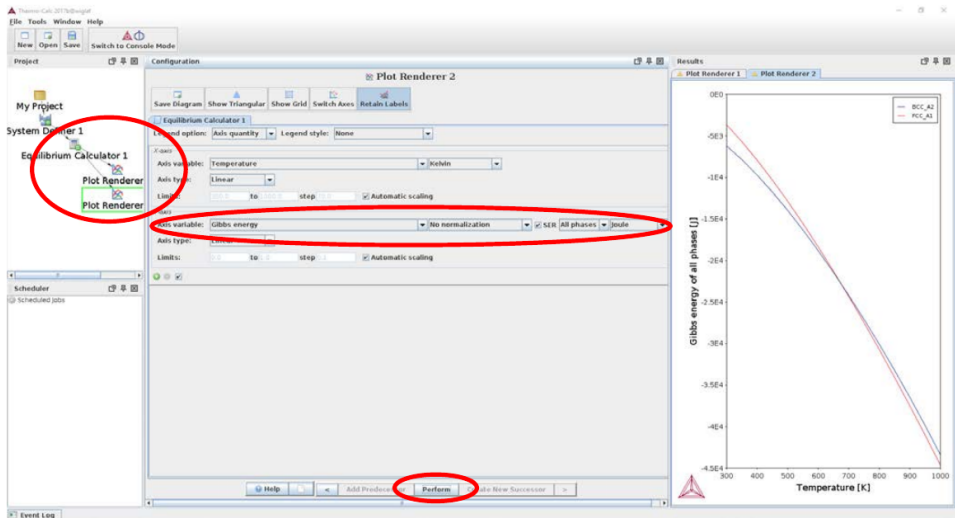 Thermo-Calc 2017b@wiglaf
File Tools Window Help
New Open Save Switch to Console Mode
Project
My Project
System Definer 1
Equilibrium Calculator 1
Plot Renderer
Plot Renderer
Scheduler
Scheduled Jobs
Configuration
Plot Renderer 2
Save Diagram Show Triangular Show Grid Switch Axes Retain Labels
Equilibrium Calculator 1
Legend option: Axis quantity Legend style: None
X-axis
Axis variable: Temperature Kelvin
Axis type: Linear
Limits: to step Automatic scaling
Axis variable: Gibbs energy No normalization SER All phases Joule
Axis type: Linear
Limits: to step Automatic scaling
Help < Add Predecessor Perform Create New Successor >
Results
Plot Renderer 1 Plot Renderer 2
0E0
-5E3
-1E4
-1.5E4
-2E4
-2.5E4
-3E4
-3.5E4
-4E4
-4.5E4
Gibbs energy of all phases [J]
BCC_A2
FCC_A1
300 400 500 600 700 800 900 1000
Temperature [K]
Event Log